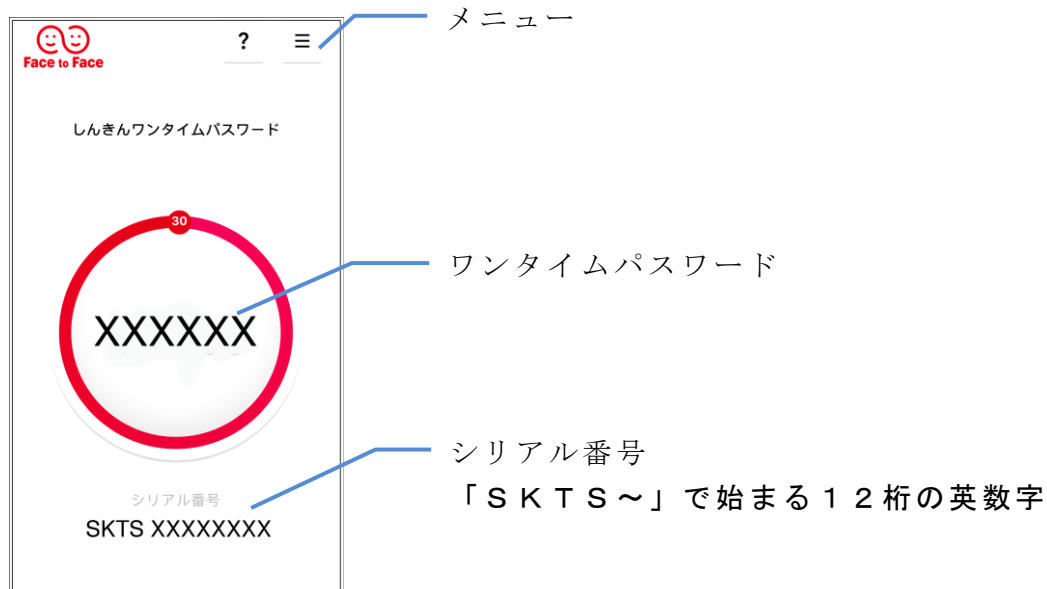 メニュー
Face to Face
? ≡
しんきんワンタイムパスワード
30
ワンタイムパスワード
XXXXXX
シリアル番号
「ＳＫＴＳ～」で始まる１２桁の英数字
シリアル番号
SKTS XXXXXXXX